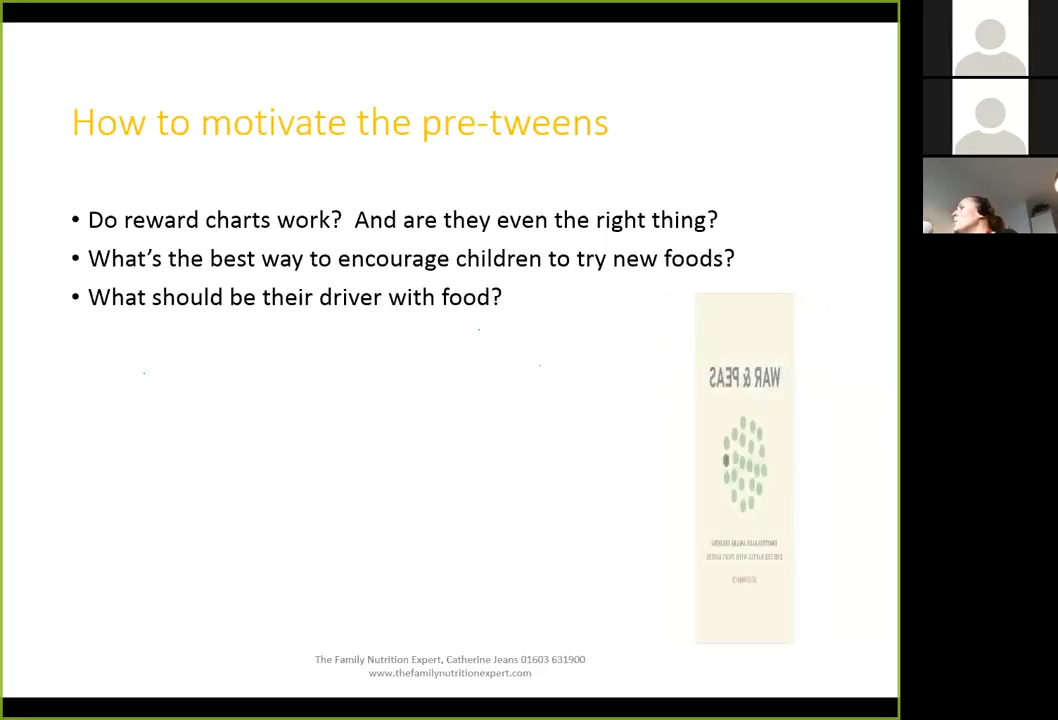 How to motivate the pre-tweens
• Do reward charts work?  And are they even the right thing?
• What’s the best way to encourage children to try new foods?
• What should be their driver with food?
WAR & PEAS
The Family Nutrition Expert, Catherine Jeans 01603 631900
www.thefamilynutritionexpert.com